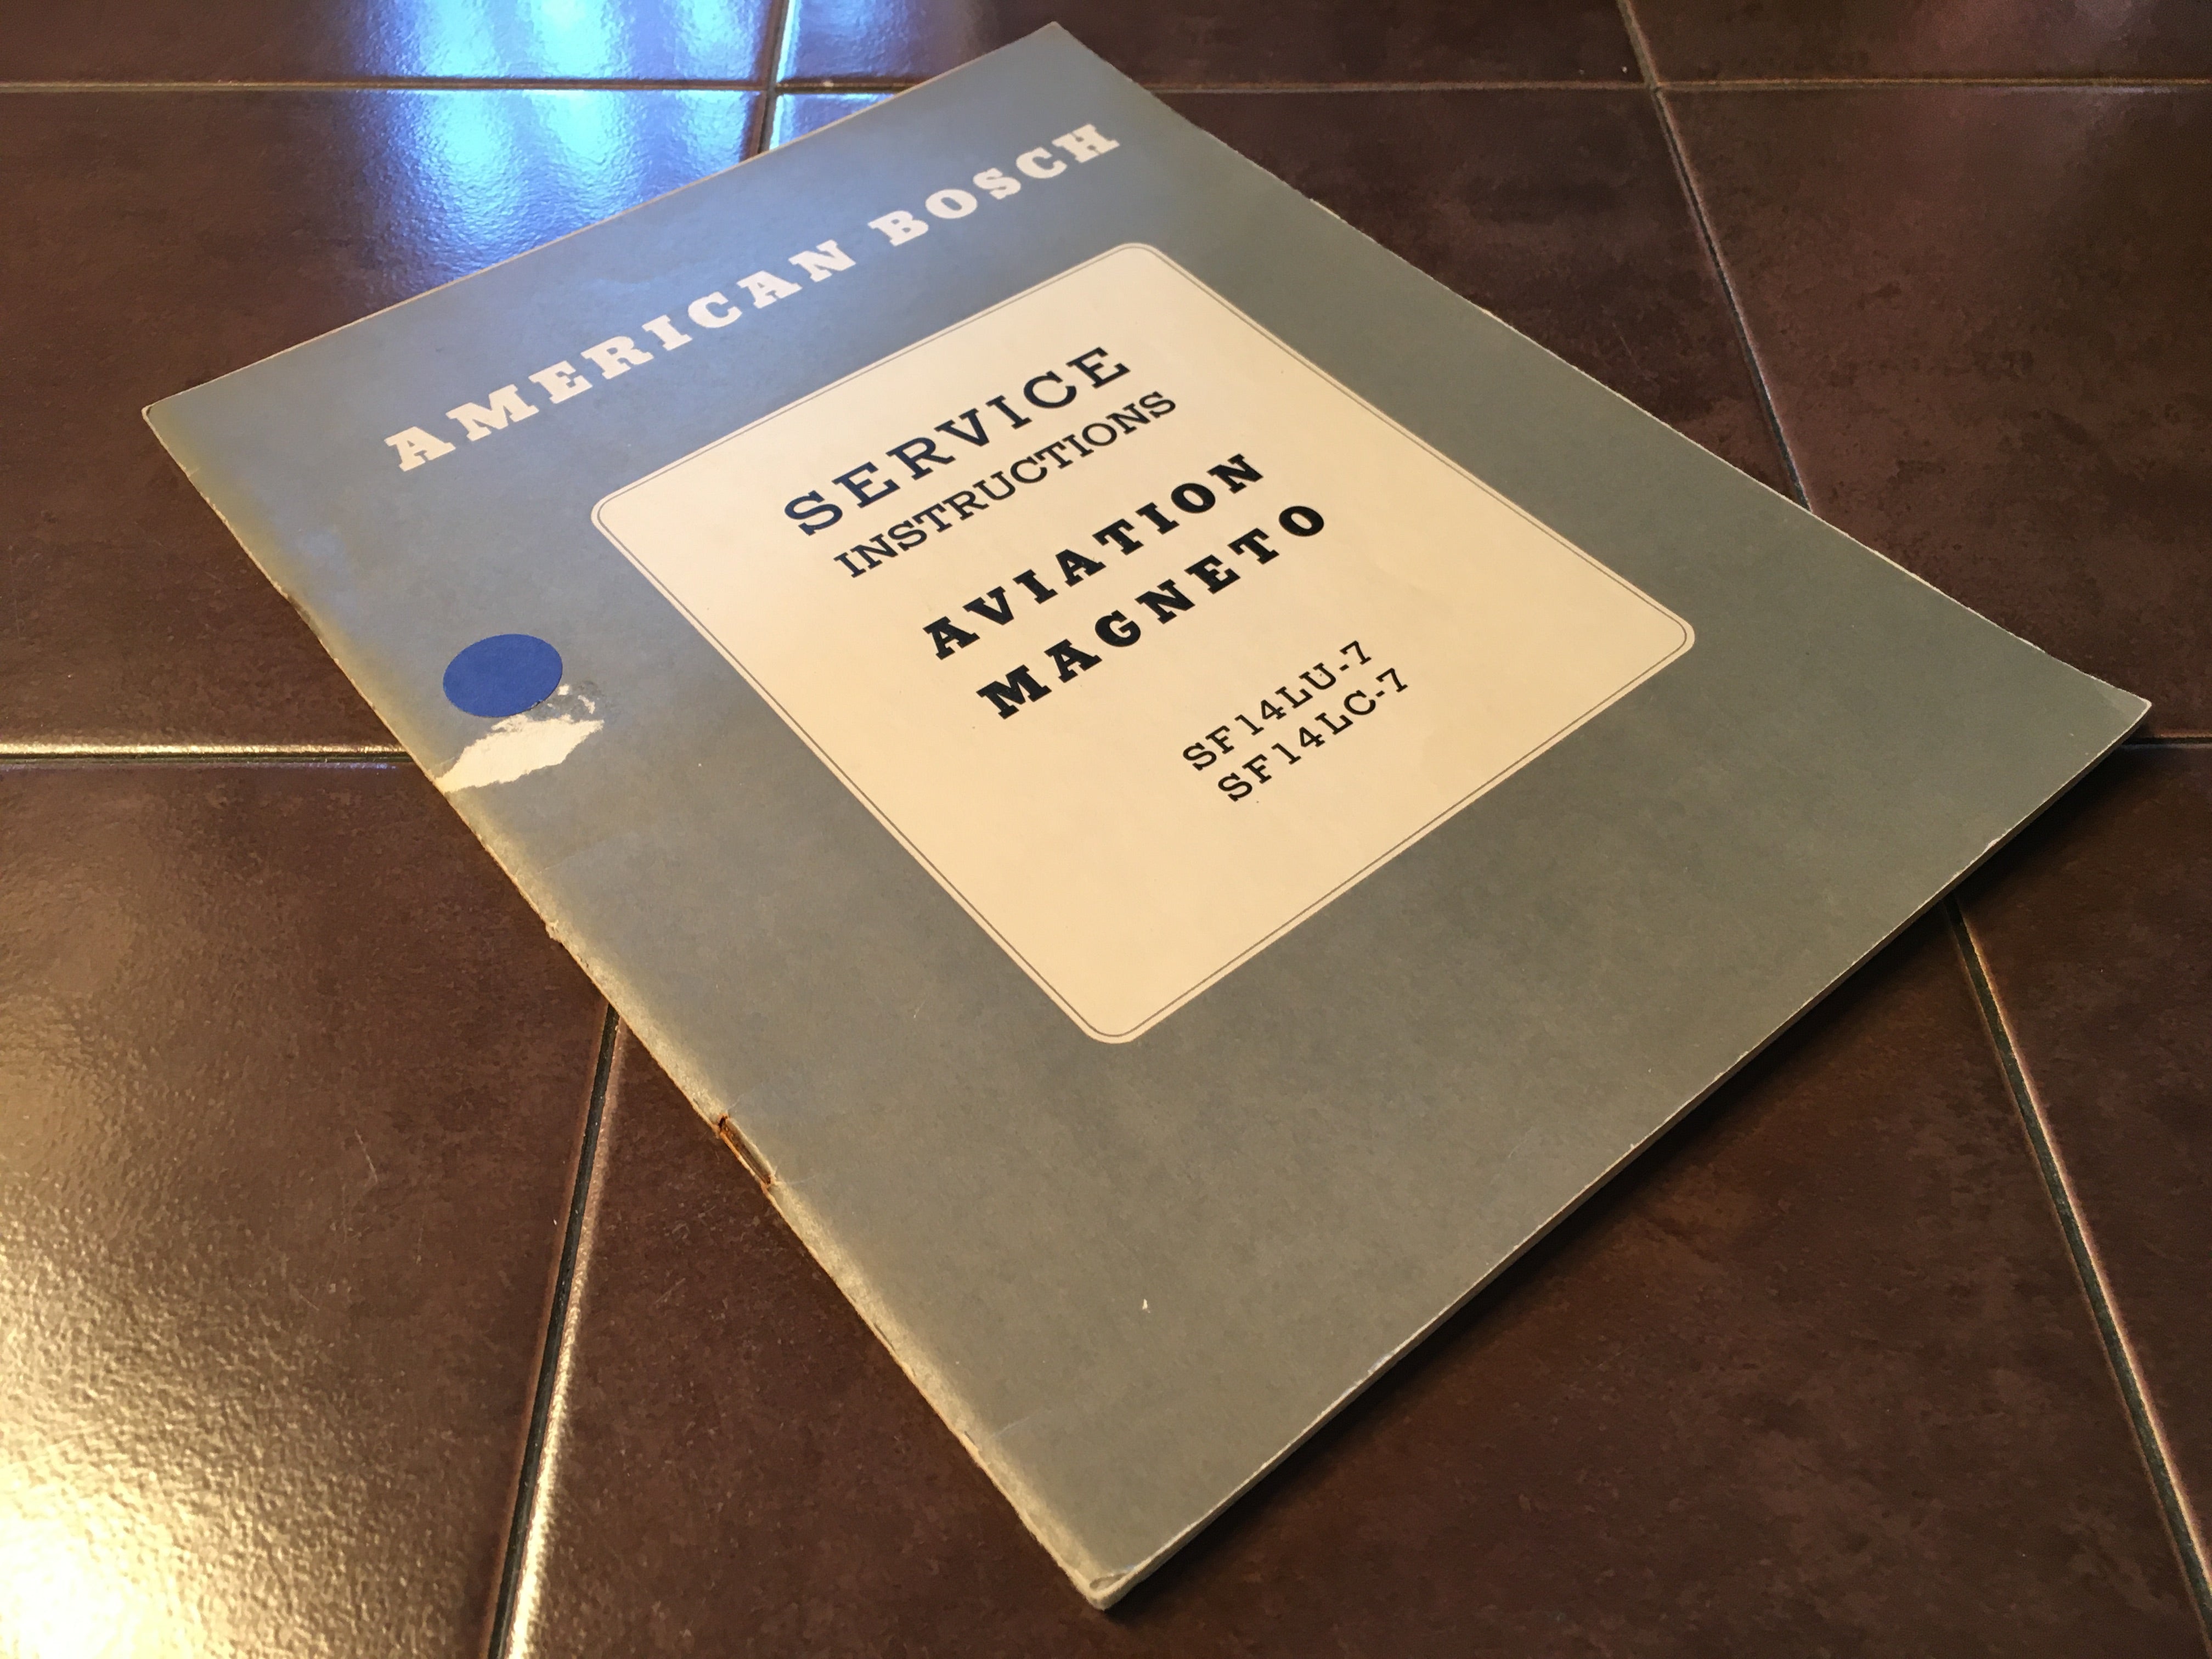 AMERICAN BOSCH
SERVICE
INSTRUCTIONS
AVIATION
MAGNETO
SF14LU-7
SF14LC-7